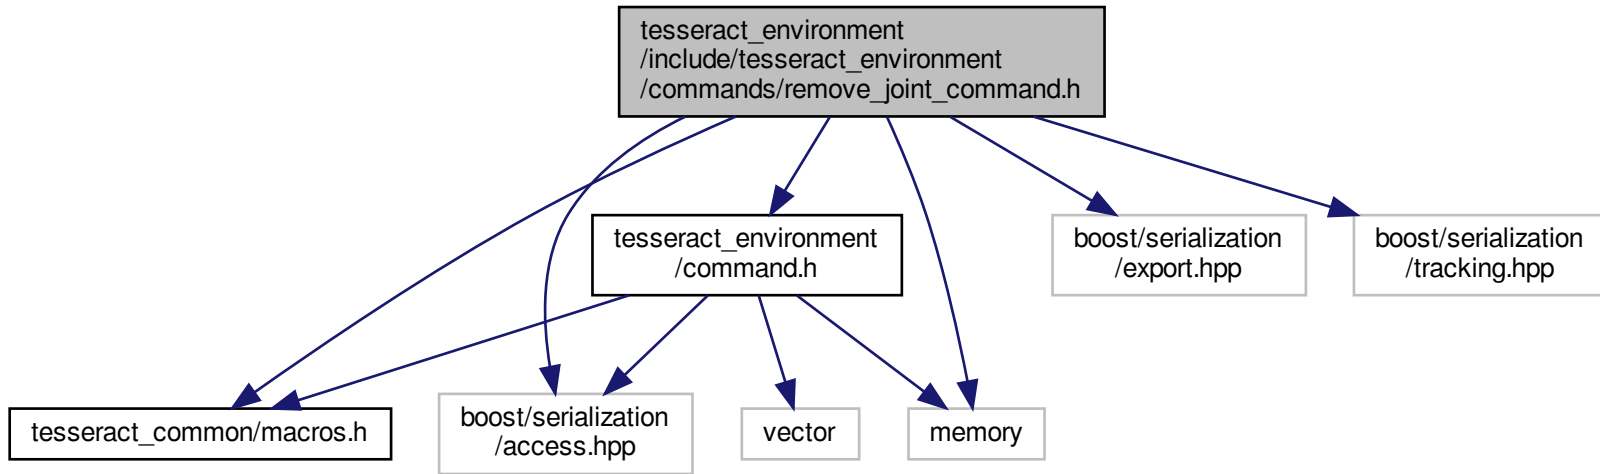 tesseract_environment
/include/tesseract_environment
/commands/remove_joint_command.h
tesseract_environment
/command.h
boost/serialization
/export.hpp
boost/serialization
/tracking.hpp
tesseract_common/macros.h
boost/serialization
/access.hpp
vector
memory